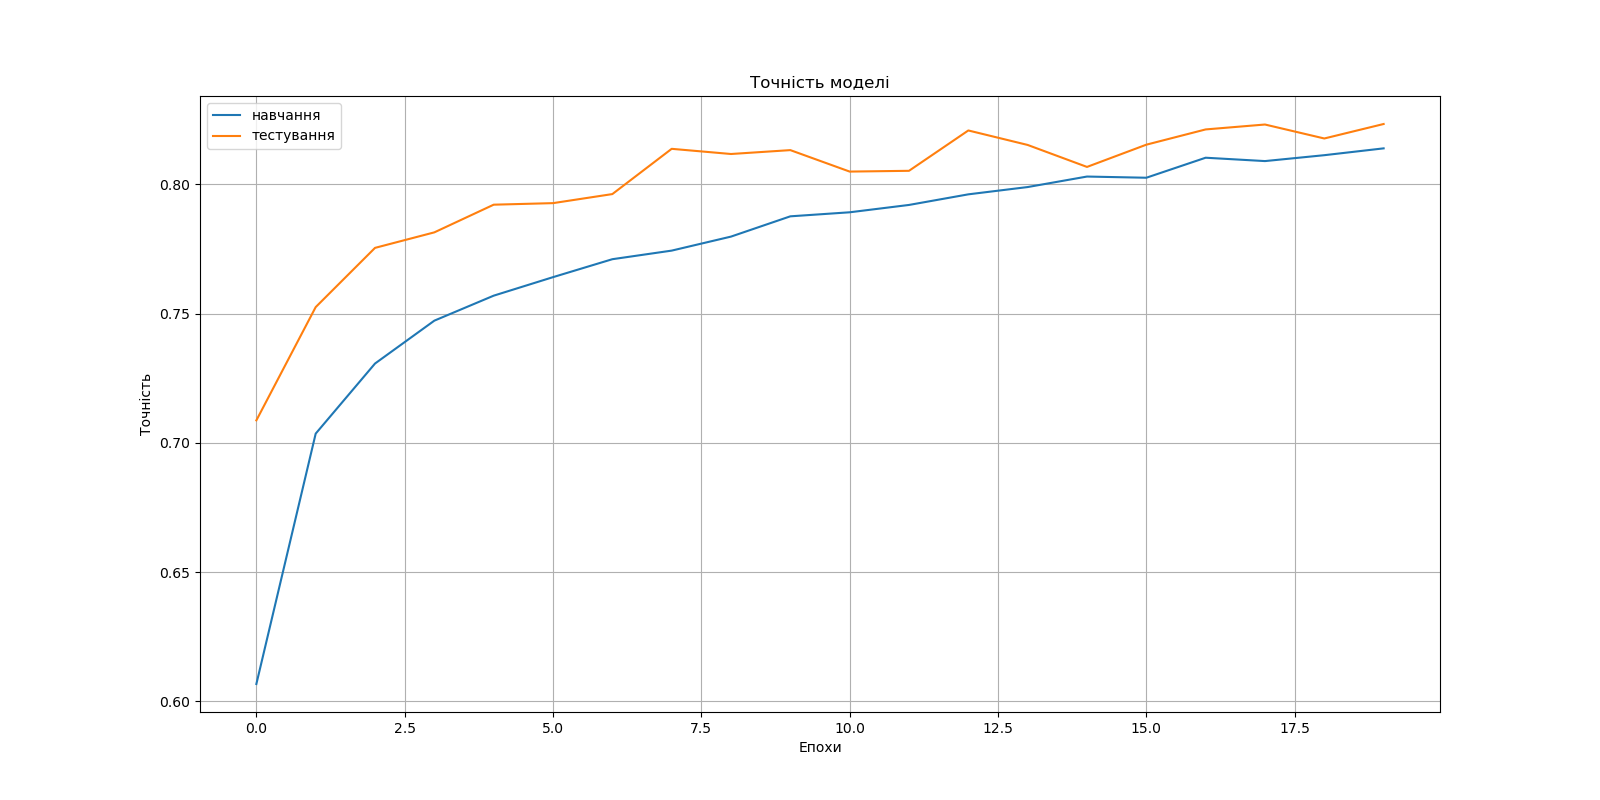 Точність моделі
навчання
тестування
Точність
0.80
0.75
0.70
0.65
0.60
0.0 2.5 5.0 7.5 10.0 12.5 15.0 17.5
Епохи